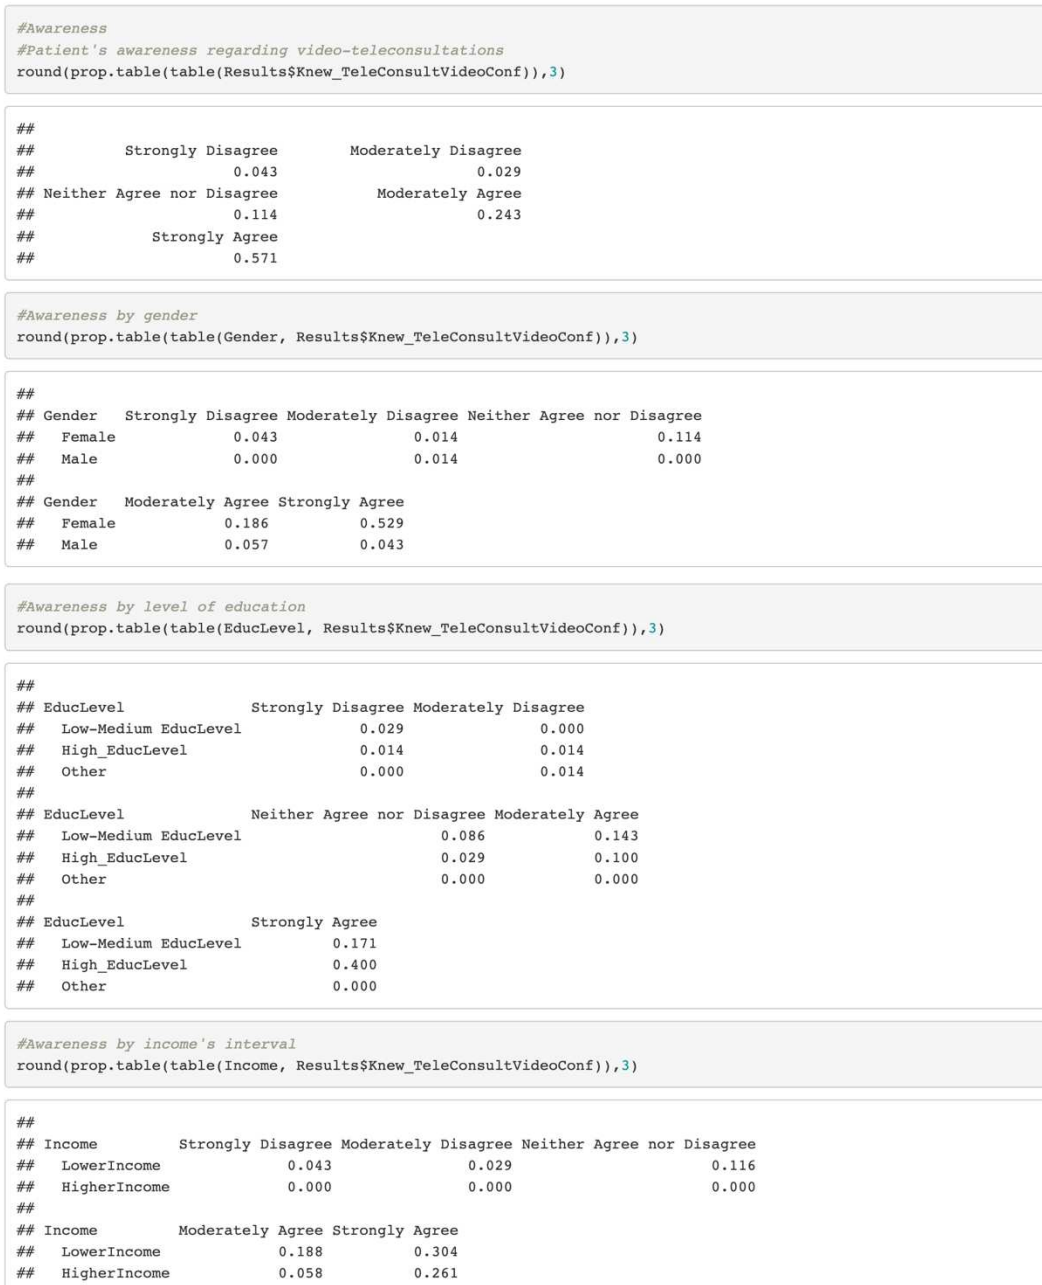 #Awareness
#Patient's awareness regarding video-teleconsultations
round(prop.table(table(Results$Knew_TeleConsultVideoConf)),3)
##
##          Strongly Disagree        Moderately Disagree
##                      0.043                      0.029
## Neither Agree nor Disagree           Moderately Agree
##                      0.114                      0.243
##             Strongly Agree
##                      0.571
#Awareness by gender
round(prop.table(table(Gender, Results$Knew_TeleConsultVideoConf)),3)
##
## Gender   Strongly Disagree Moderately Disagree Neither Agree nor Disagree
##   Female             0.043               0.014                      0.114
##   Male               0.000               0.014                      0.000
##
## Gender   Moderately Agree Strongly Agree
##   Female            0.186          0.529
##   Male              0.057          0.043
#Awareness by level of education
round(prop.table(table(EducLevel, Results$Knew_TeleConsultVideoConf)),3)
##
## EducLevel              Strongly Disagree Moderately Disagree
##   Low-Medium EducLevel             0.029               0.000
##   High_EducLevel                   0.014               0.014
##   Other                            0.000               0.014
##
## EducLevel              Neither Agree nor Disagree Moderately Agree
##   Low-Medium EducLevel                      0.086            0.143
##   High_EducLevel                            0.029            0.100
##   Other                                     0.000            0.000
##
## EducLevel              Strongly Agree
##   Low-Medium EducLevel          0.171
##   High_EducLevel                0.400
##   Other                         0.000
#Awareness by income's interval
round(prop.table(table(Income, Results$Knew_TeleConsultVideoConf)),3)
##
## Income         Strongly Disagree Moderately Disagree Neither Agree nor Disagree
##   LowerIncome              0.043               0.029                      0.116
##   HigherIncome             0.000               0.000                      0.000
##
## Income         Moderately Agree Strongly Agree
##   LowerIncome             0.188          0.304
##   HigherIncome            0.058          0.261